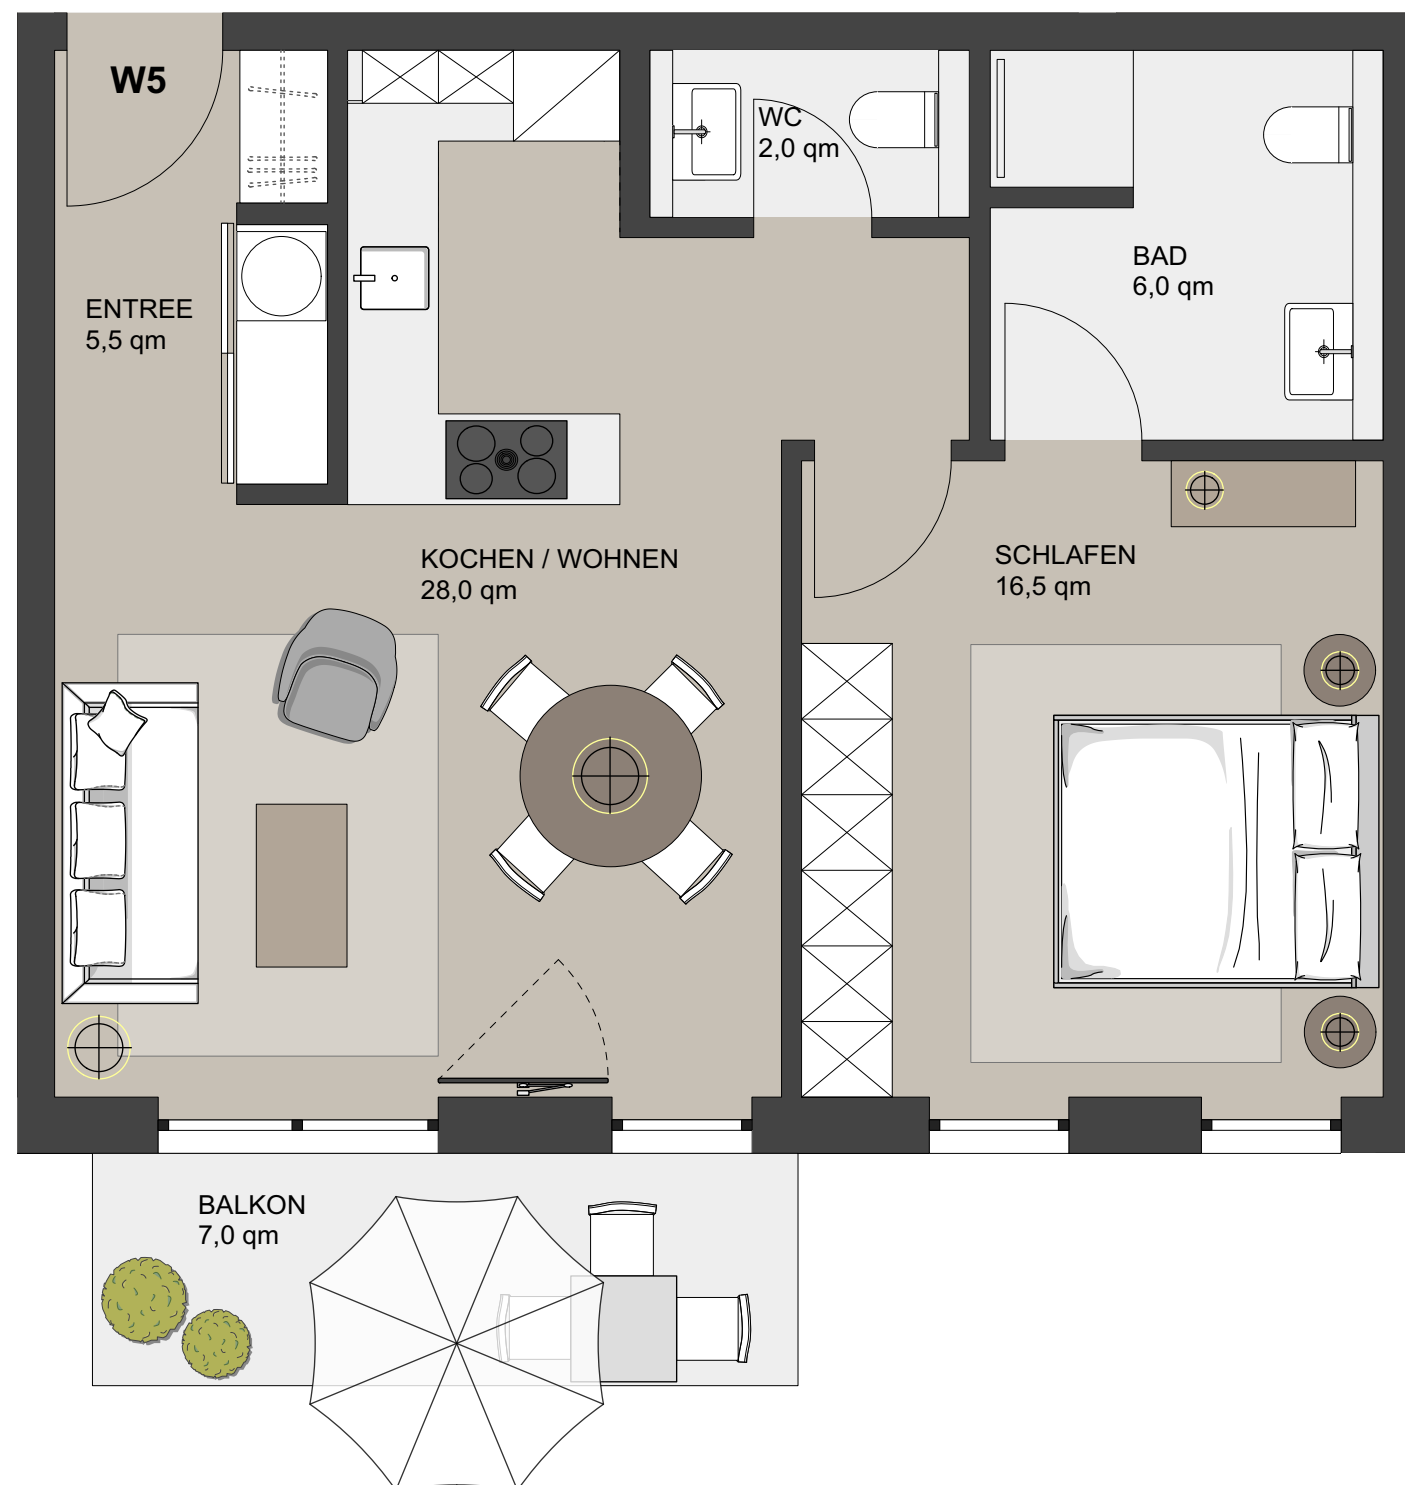 W5
WC
2,0 qm
BAD
6,0 qm
ENTREE
5,5 qm
KOCHEN / WOHNEN
28,0 qm
SCHLAFEN
16,5 qm
BALKON
7,0 qm